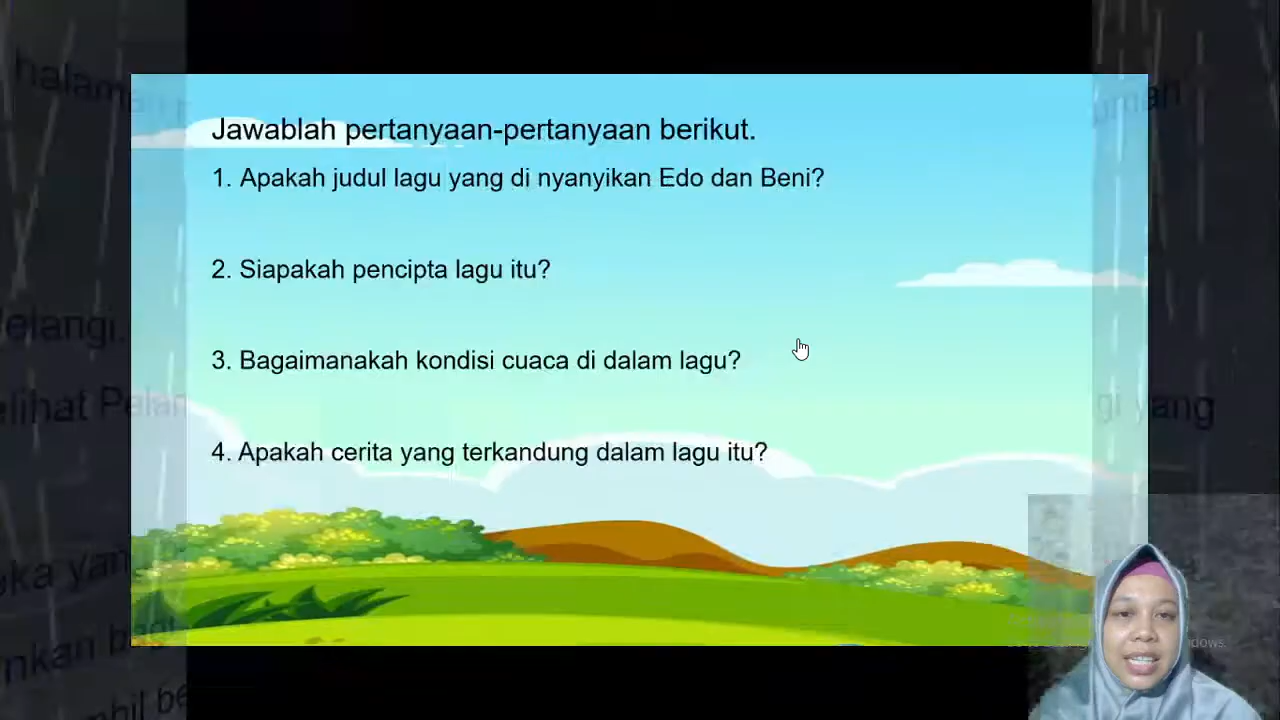 Jawablah pertanyaan-pertanyaan berikut.
1. Apakah judul lagu yang di nyanyikan Edo dan Beni?
2. Siapakah pencipta lagu itu?
3. Bagaimanakah kondisi cuaca di dalam lagu?
4. Apakah cerita yang terkandung dalam lagu itu?